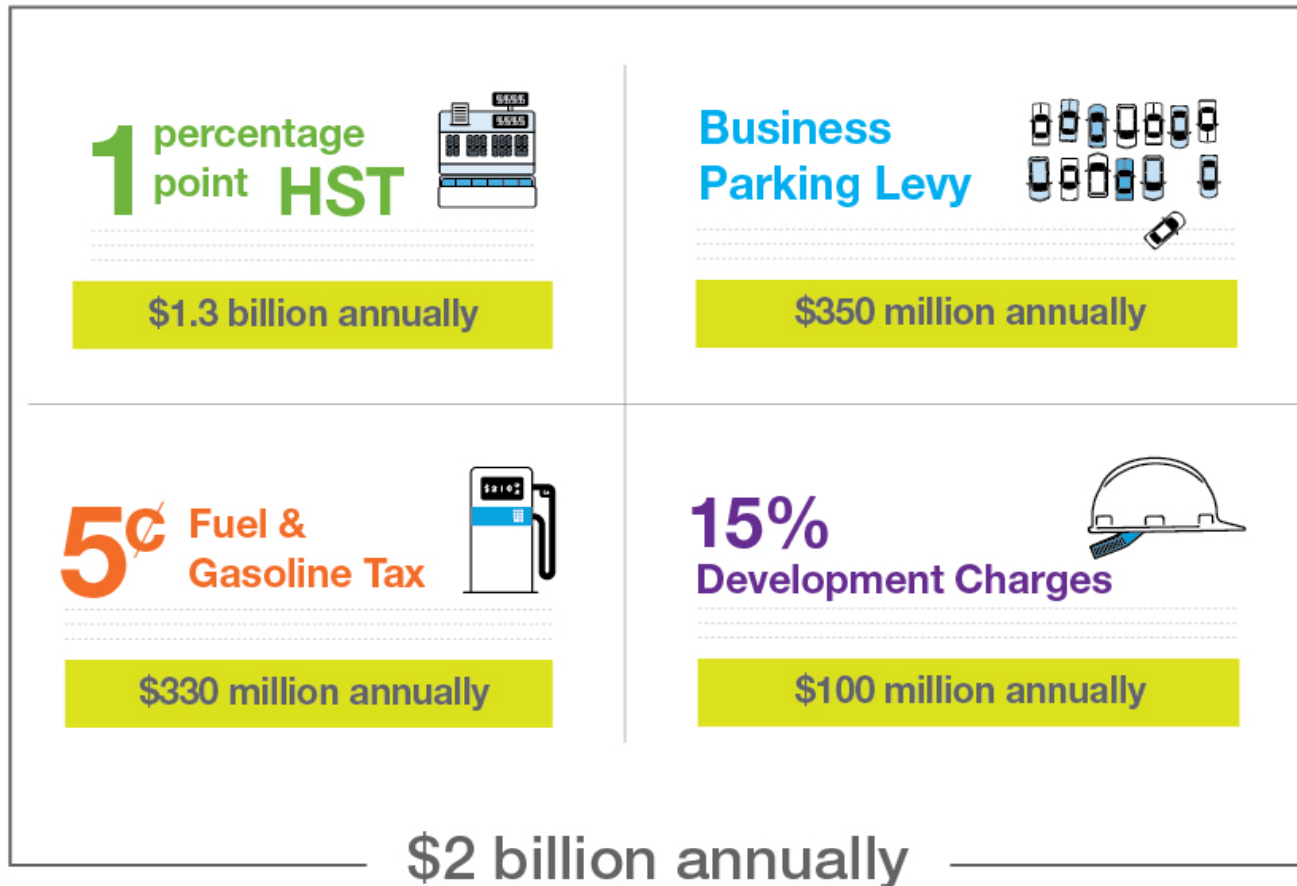 1 percentage
point HST
$1.3 billion annually
Business
Parking Levy
$350 million annually
5¢ Fuel &
Gasoline Tax
$330 million annually
15%
Development Charges
$100 million annually
$2 billion annually